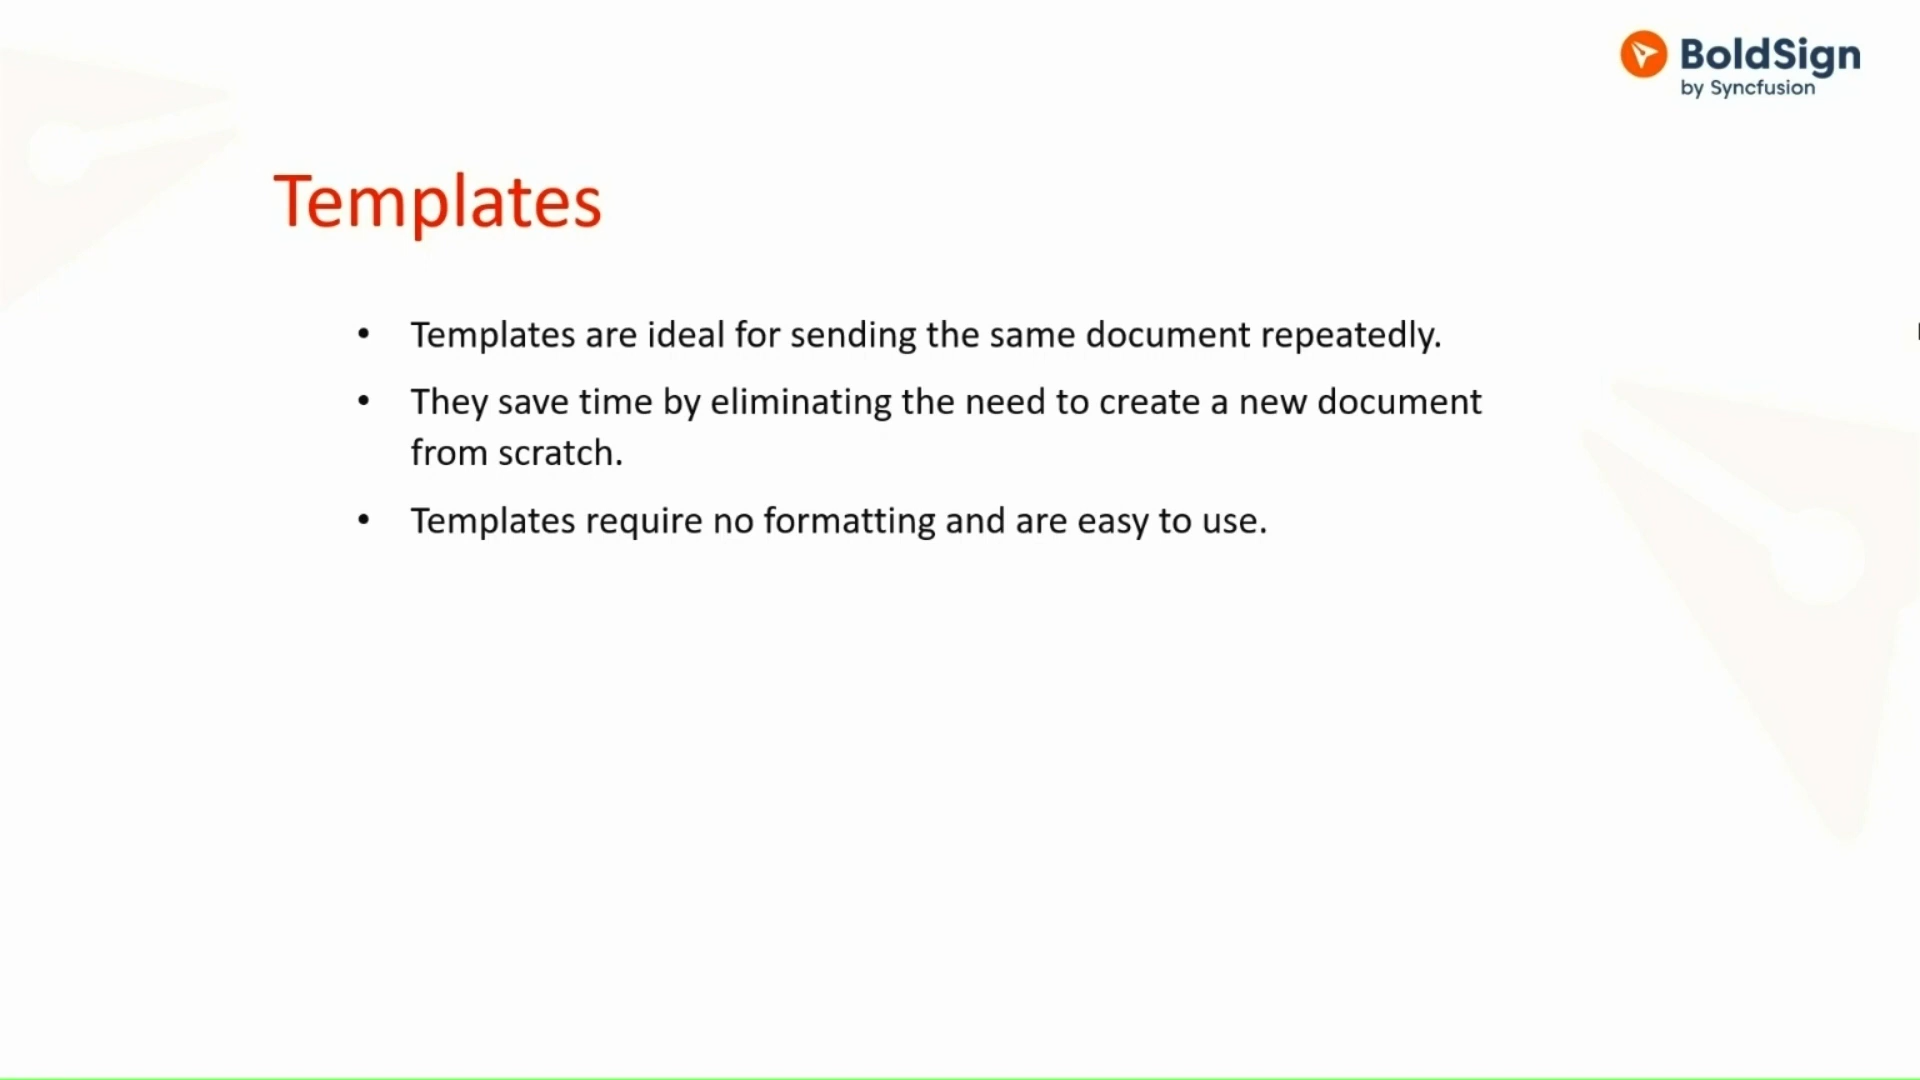 BoldSign
by Syncfusion
Templates
• Templates are ideal for sending the same document repeatedly.
• They save time by eliminating the need to create a new document
from scratch.
• Templates require no formatting and are easy to use.